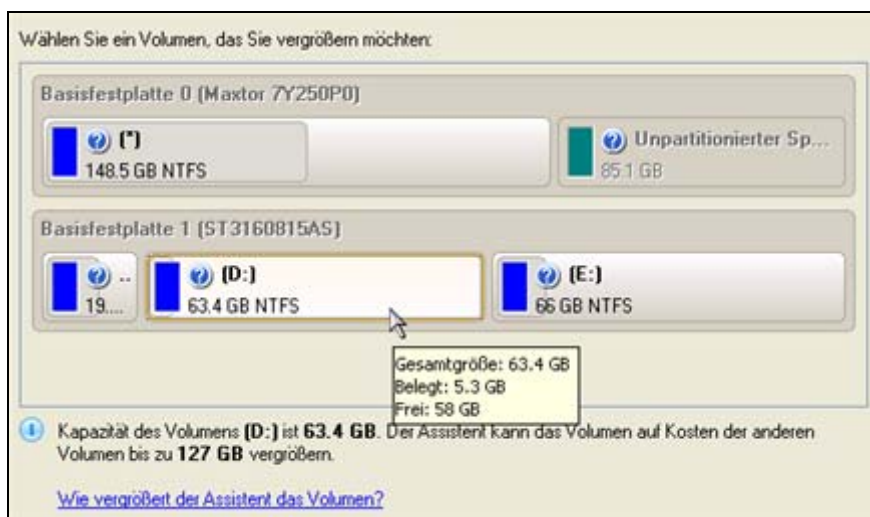 Wählen Sie ein Volumen, das Sie vergrößern möchten:
Basisfestplatte 0 (Maxtor 7Y250P0)
(*)
148.5 GB NTFS
Unpartitionierter Sp...
85.1 GB
Basisfestplatte 1 (ST3160815AS)
..
19....
(D:)
63.4 GB NTFS
(E:)
66 GB NTFS
Gesamtgröße: 63.4 GB
Belegt: 5.3 GB
Frei: 58 GB
Kapazität des Volumens (D:) ist 63.4 GB. Der Assistent kann das Volumen auf Kosten der anderen
Volumen bis zu 127 GB vergrößern.
Wie vergrößert der Assistent das Volumen?